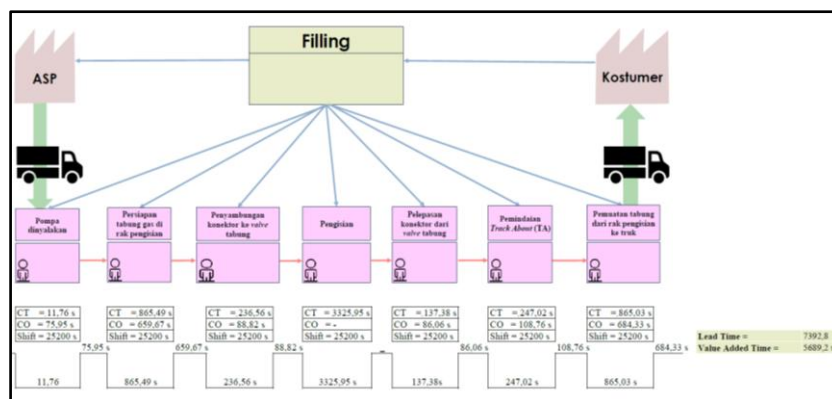 Filling
ASP
Kostumer
Pompa
dinyalakan
Persiapan
tabung gas di
rak pengisian
Penyambungan
konektor ke valve
tabung
Pengisian
Pelepasan
konektor dari
valve tabung
Pemindaian
Track About (TA)
Pemuatan tabung
dari rak pengisian
ke truk
CT = 11,76 s
CO = 75,95 s
Shift = 25200 s
CT = 865,49 s
CO = 659,67 s
Shift = 25200 s
CT = 236,56 s
CO = 88,82 s
Shift = 25200 s
CT = 3325,95 s
CO = -
Shift = 25200 s
CT = 137,38 s
CO = 86,06 s
Shift = 25200 s
CT = 247,02 s
CO = 108,76 s
Shift = 25200 s
CT = 865,03 s
CO = 684,33 s
Shift = 25200 s
75,95 s
659,67 s
88,82 s
-
86,06 s
108,76 s
684,33 s
11,76
865,49 s
236,56 s
3325,95 s
137,38s
247,02 s
865,03 s
Lead Time = 7392,8
Value Added Time = 5689,2 s